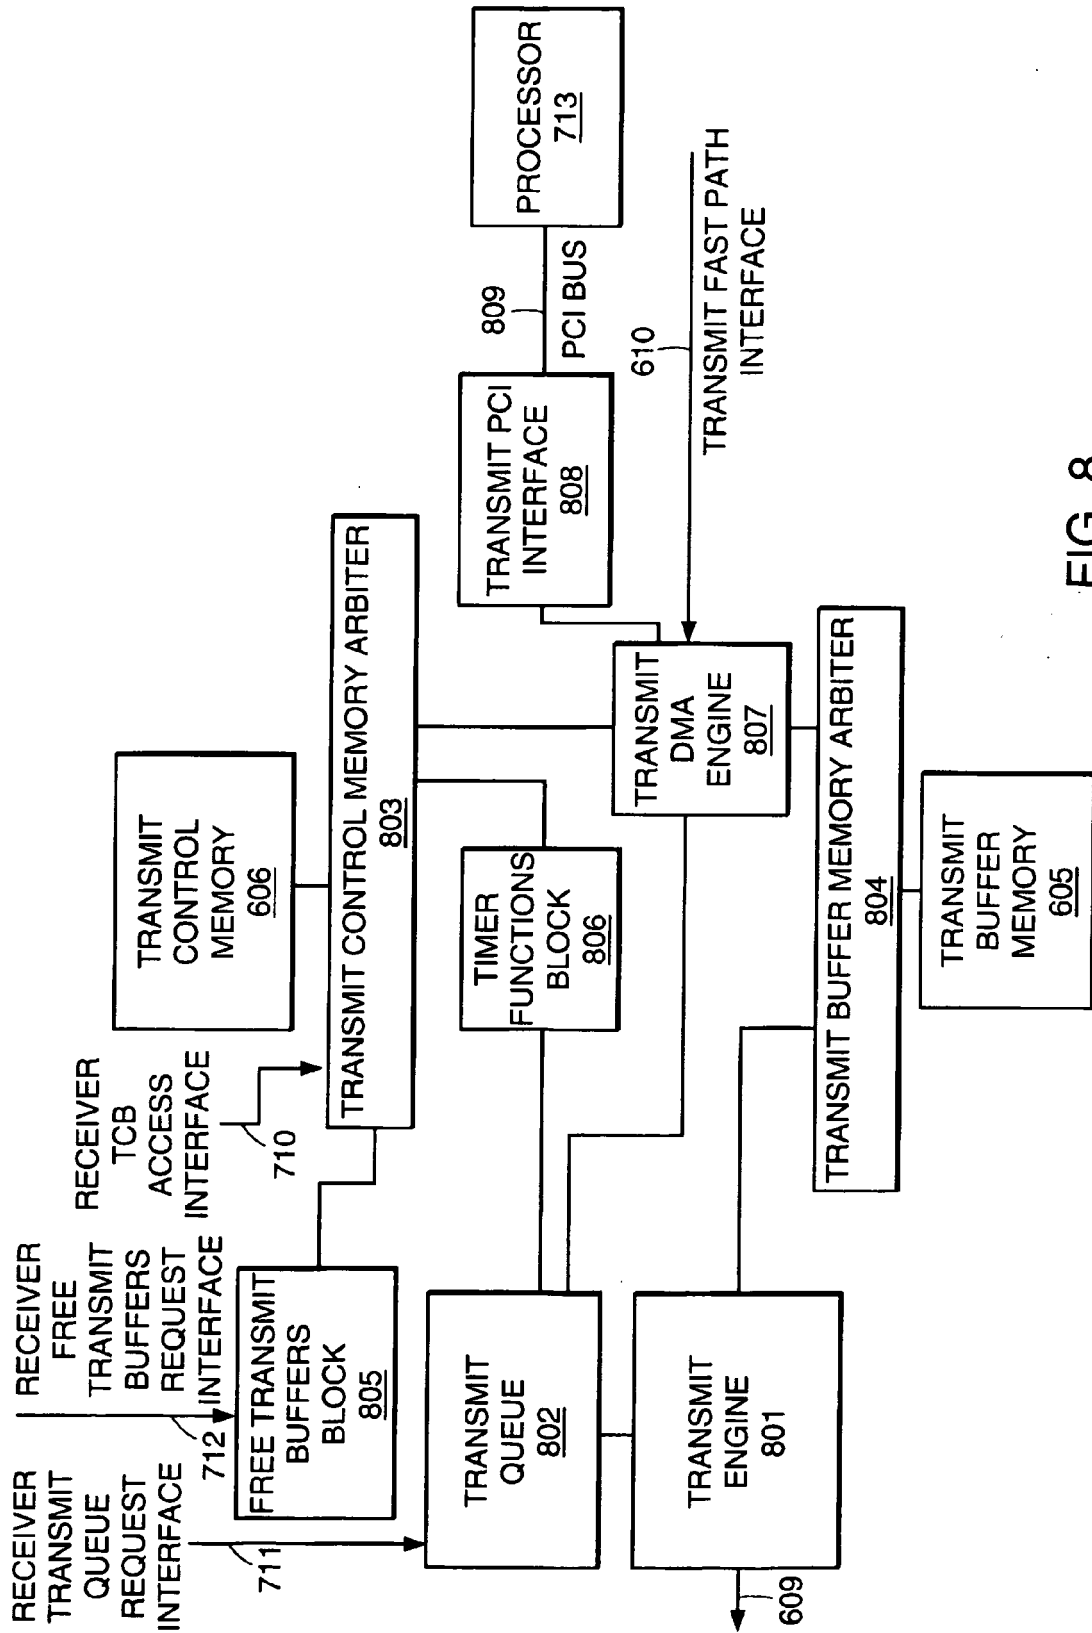 RECEIVER
TRANSMIT
QUEUE
REQUEST
INTERFACE
711
RECEIVER
FREE
TRANSMIT
BUFFERS
REQUEST
INTERFACE
712
RECEIVER
TCB
ACCESS
INTERFACE
710
FREE TRANSMIT
BUFFERS
BLOCK
805
TRANSMIT
CONTROL
MEMORY
606
TRANSMIT CONTROL MEMORY ARBITER
803
TRANSMIT
QUEUE
802
TIMER
FUNCTIONS
BLOCK
806
TRANSMIT PCI
INTERFACE
808
809
PCI BUS
PROCESSOR
713
TRANSMIT
ENGINE
801
609
TRANSMIT
DMA
ENGINE
807
610
TRANSMIT FAST PATH
INTERFACE
TRANSMIT BUFFER MEMORY ARBITER
804
TRANSMIT
BUFFER
MEMORY
605
FIG. 8